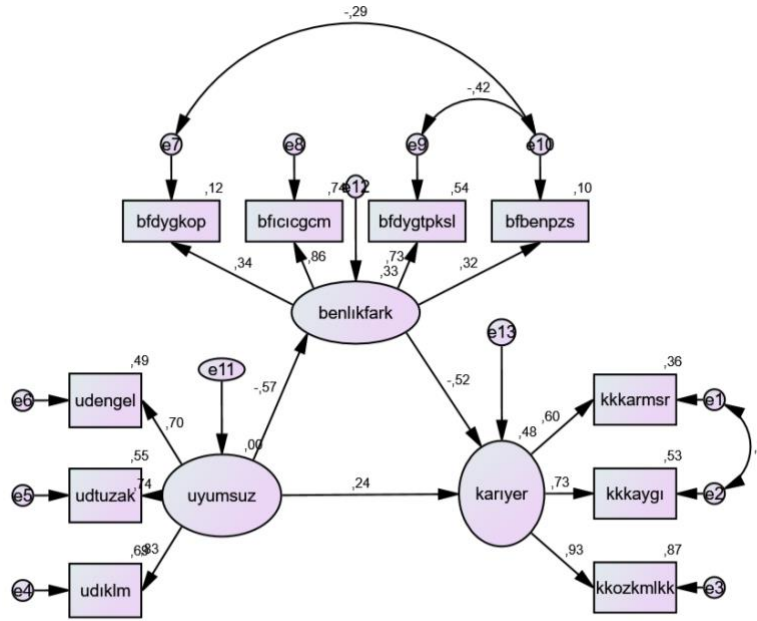 -,29
-,42
e7
e8
e9
e10
e12
,12
,54
,10
bfdygkop
bfıcıcgcm
bfdygtpksl
bfbenpzs
,34
,86
,73
,33
,32
benlıkfark
e13
,49
e11
-,57
-,52
,36
e6
udengel
,70
,60
kkkarmsr
e1
,48
,00
,55
,53
e5
udtuzak
,74
uyumsuz
,24
karıyer
,73
kkkaygı
e2
,83
,93
,87
e4
udıklm
kkozkmlkk
e3